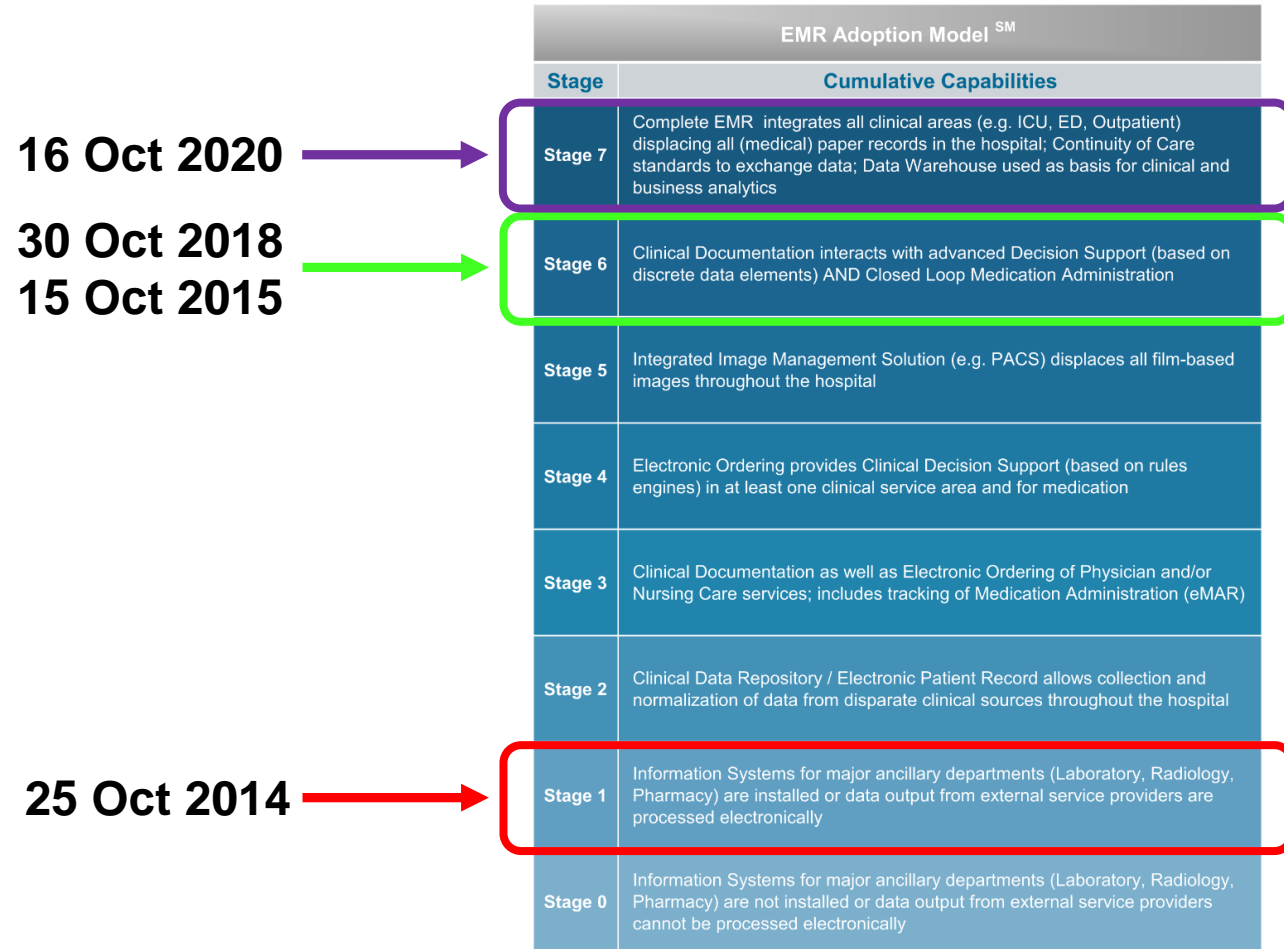 EMR Adoption Model SM
Stage Cumulative Capabilities
16 Oct 2020
Stage 7
Complete EMR integrates all clinical areas (e.g. ICU, ED, Outpatient)
displacing all (medical) paper records in the hospital; Continuity of Care
standards to exchange data; Data Warehouse used as basis for clinical and
business analytics
30 Oct 2018
15 Oct 2015
Stage 6
Clinical Documentation interacts with advanced Decision Support (based on
discrete data elements) AND Closed Loop Medication Administration
Stage 5
Integrated Image Management Solution (e.g. PACS) displaces all film-based
images throughout the hospital
Stage 4
Electronic Ordering provides Clinical Decision Support (based on rules
engines) in at least one clinical service area and for medication
Stage 3
Clinical Documentation as well as Electronic Ordering of Physician and/or
Nursing Care services; includes tracking of Medication Administration (eMAR)
Stage 2
Clinical Data Repository / Electronic Patient Record allows collection and
normalization of data from disparate clinical sources throughout the hospital
25 Oct 2014
Stage 1
Information Systems for major ancillary departments (Laboratory, Radiology,
Pharmacy) are installed or data output from external service providers are
processed electronically
Stage 0
Information Systems for major ancillary departments (Laboratory, Radiology,
Pharmacy) are not installed or data output from external service providers
cannot be processed electronically